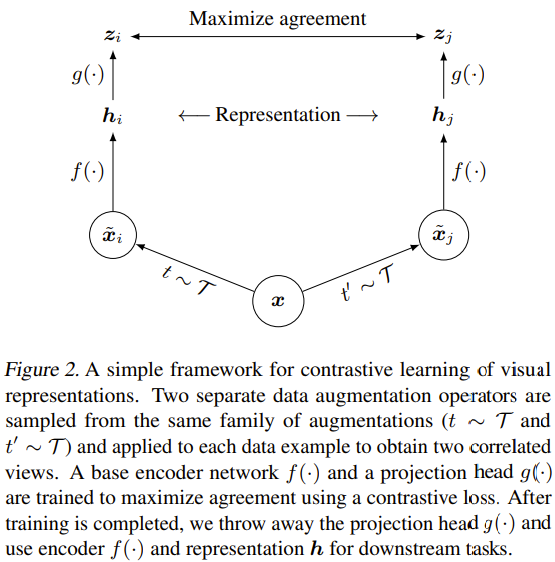 Maximize agreement
z_i z_j
g(·) g(·)
h_i ⟵ Representation ⟶ h_j
f(·) f(·)
x̃_i x̃_j
t ∼ 𝒯 t′ ∼ 𝒯
x
Figure 2. A simple framework for contrastive learning of visual
representations. Two separate data augmentation operators are
sampled from the same family of augmentations (t ∼ 𝒯 and
t′ ∼ 𝒯) and applied to each data example to obtain two correlated
views. A base encoder network f(·) and a projection head g(·)
are trained to maximize agreement using a contrastive loss. After
training is completed, we throw away the projection head g(·) and
use encoder f(·) and representation h for downstream tasks.